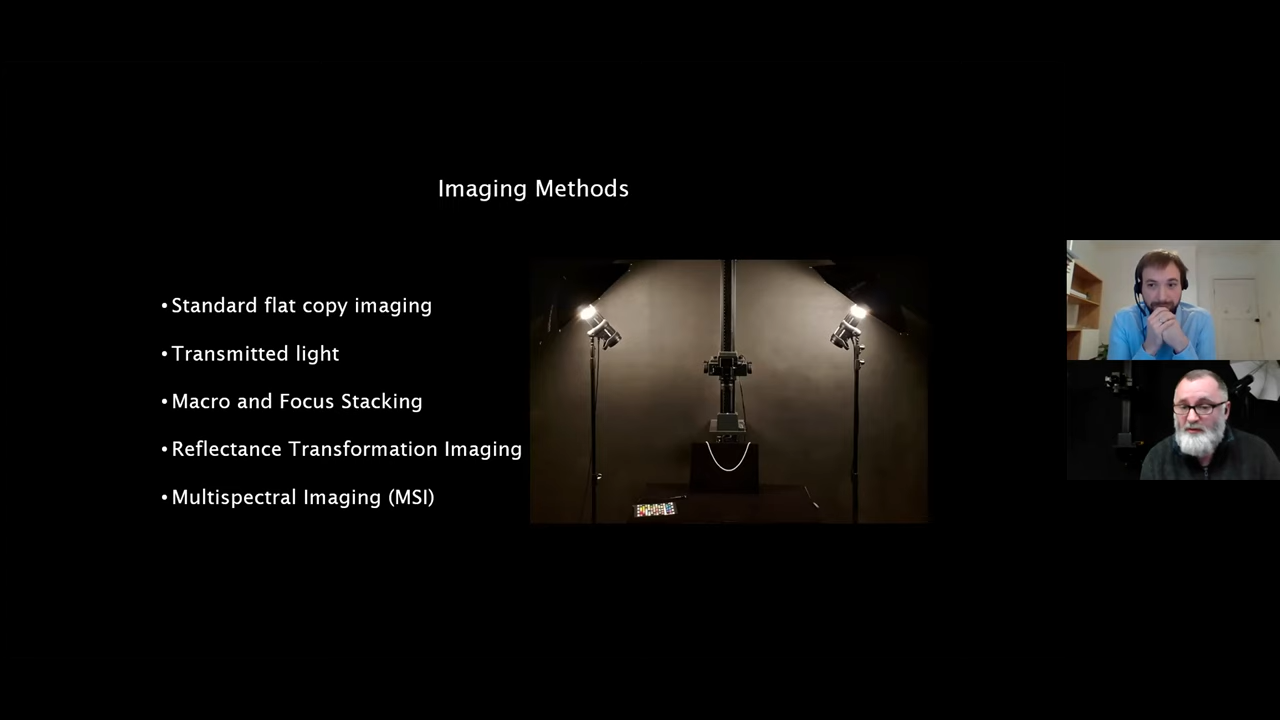 Imaging Methods
•Standard flat copy imaging
•Transmitted light
•Macro and Focus Stacking
•Reflectance Transformation Imaging
•Multispectral Imaging (MSI)